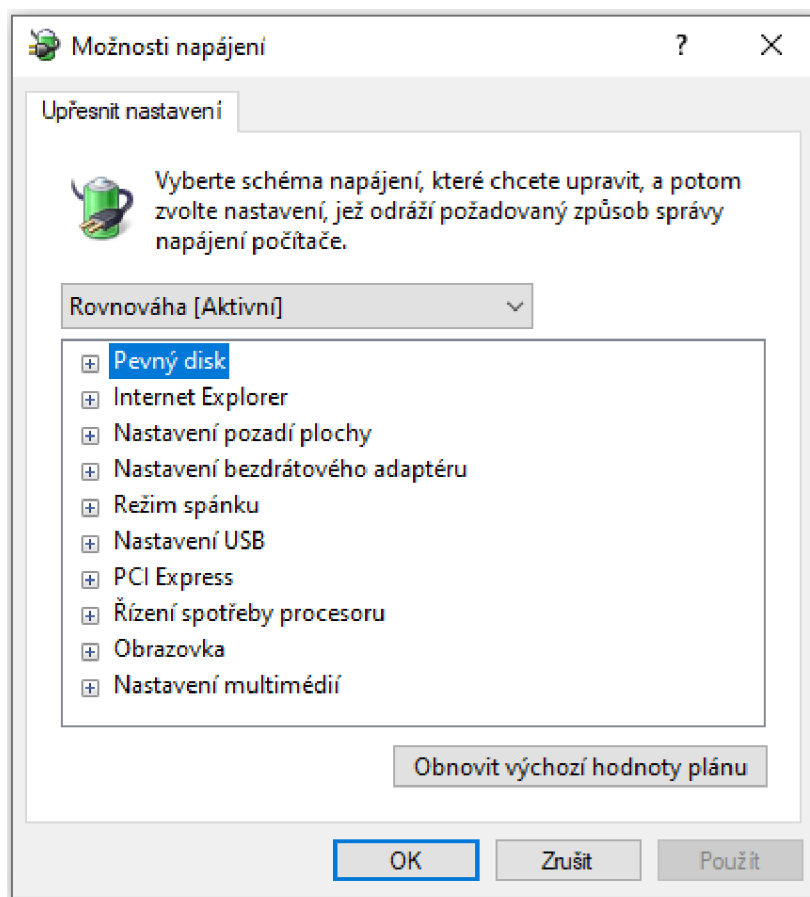 Možnosti napájení
?
Upřesnit nastavení
Vyberte schéma napájení, které chcete upravit, a potom
zvolte nastavení, jež odráží požadovaný způsob správy
napájení počítače.
Rovnováha [Aktivní]
Pevný disk
Internet Explorer
Nastavení pozadí plochy
Nastavení bezdrátového adaptéru
Režim spánku
Nastavení USB
PCI Express
Řízení spotřeby procesoru
Obrazovka
Nastavení multimédií
Obnovit výchozí hodnoty plánu
OK
Zrušit
Použít